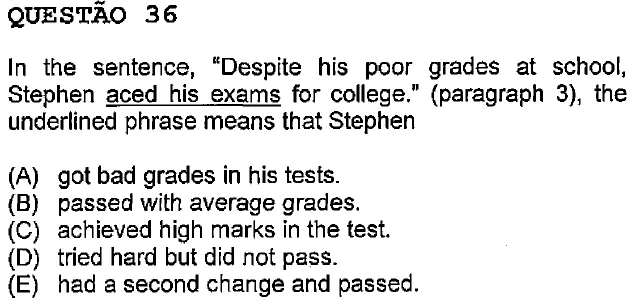 QUESTÃO 36
In the sentence, "Despite his poor grades at school,
Stephen aced his exams for college." (paragraph 3), the
underlined phrase means that Stephen
(A) got bad grades in his tests.
(B) passed with average grades.
(C) achieved high marks in the test.
(D) tried hard but did not pass.
(E) had a second change and passed.